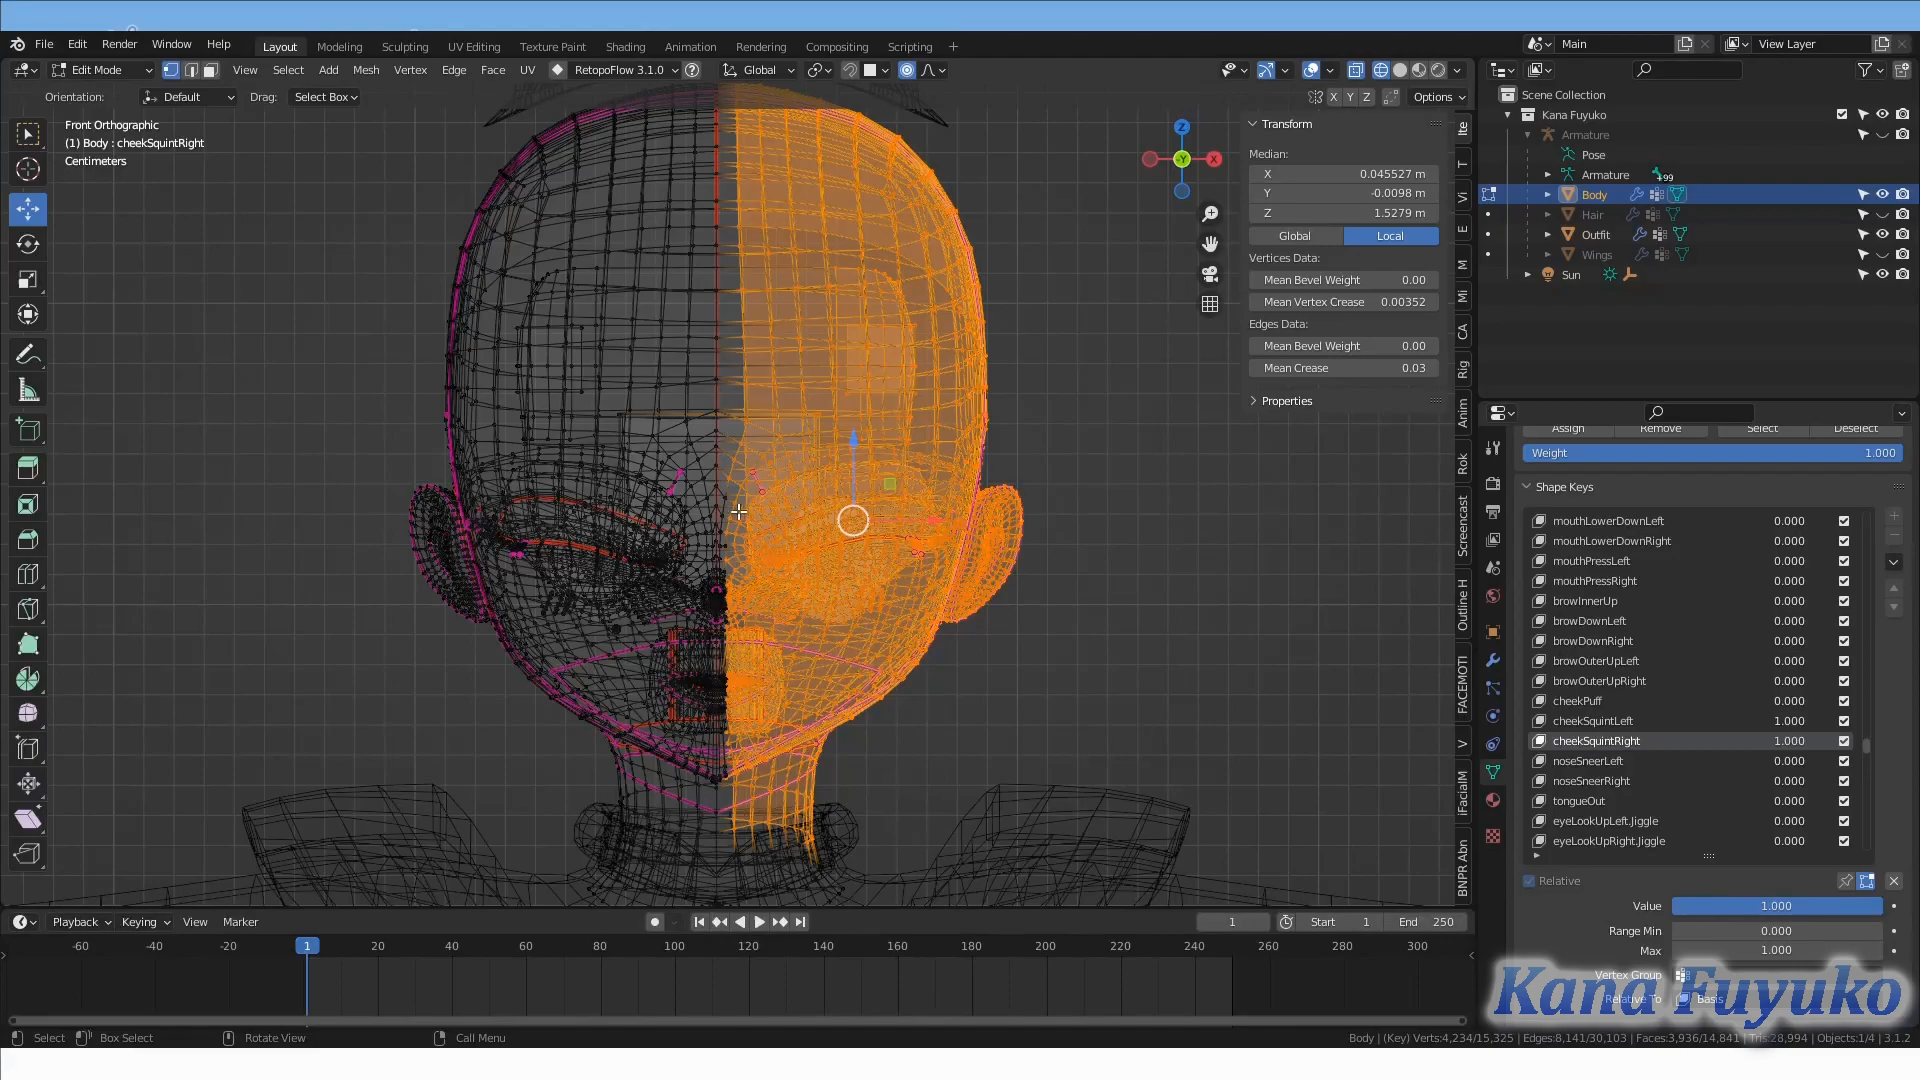 File Edit Render Window Help
Layout Modeling Sculpting UV Editing Texture Paint Shading Animation Rendering Compositing Scripting +
Main
View Layer
Edit Mode View Select Add Mesh Vertex Edge Face UV RetopoFlow 3.1.0 Global
Orientation: Default Drag: Select Box
X Y Z Options
Front Orthographic
(1) Body : cheekSquintRight
Centimeters
Z
-Y
X
Transform
Median:
X 0.045527 m
Y -0.0098 m
Z 1.5279 m
Global Local
Vertices Data:
Mean Bevel Weight 0.00
Mean Vertex Crease 0.00352
Edges Data:
Mean Bevel Weight 0.00
Mean Crease 0.03
Properties
Ite
T
Vi
E
M
Mi
CA
Rig
Anim
Rok
Screencast
Outline H
FACEMOTI
V
iFacialM
BNPR Abn
Scene Collection
Kana Fuyuko
Armature
Pose
Armature +99
Body
Hair
Outfit
Wings
Sun
Assign Remove Select Deselect
Weight 1.000
Shape Keys
mouthLowerDownLeft 0.000
mouthLowerDownRight 0.000
mouthPressLeft 0.000
mouthPressRight 0.000
browInnerUp 0.000
browDownLeft 0.000
browDownRight 0.000
browOuterUpLeft 0.000
browOuterUpRight 0.000
cheekPuff 0.000
cheekSquintLeft 1.000
cheekSquintRight 1.000
noseSneerLeft 0.000
noseSneerRight 0.000
tongueOut 0.000
eyeLookUpLeft.Jiggle 0.000
eyeLookUpRight.Jiggle 0.000
Relative
Value 1.000
Range Min 0.000
Max 1.000
Vertex Group
Relative To Basis
Kana Fuyuko
Playback Keying View Marker
1 Start 1 End 250
-60 -40 -20 1 20 40 60 80 100 120 140 160 180 200 220 240 260 280 300
Select Box Select Rotate View Call Menu
Body | (Key) Verts:4,234/15,325 | Edges:8,141/30,103 | Faces:3,936/14,841 | Tris:28,994 | Objects:1/4 | 3.1.2